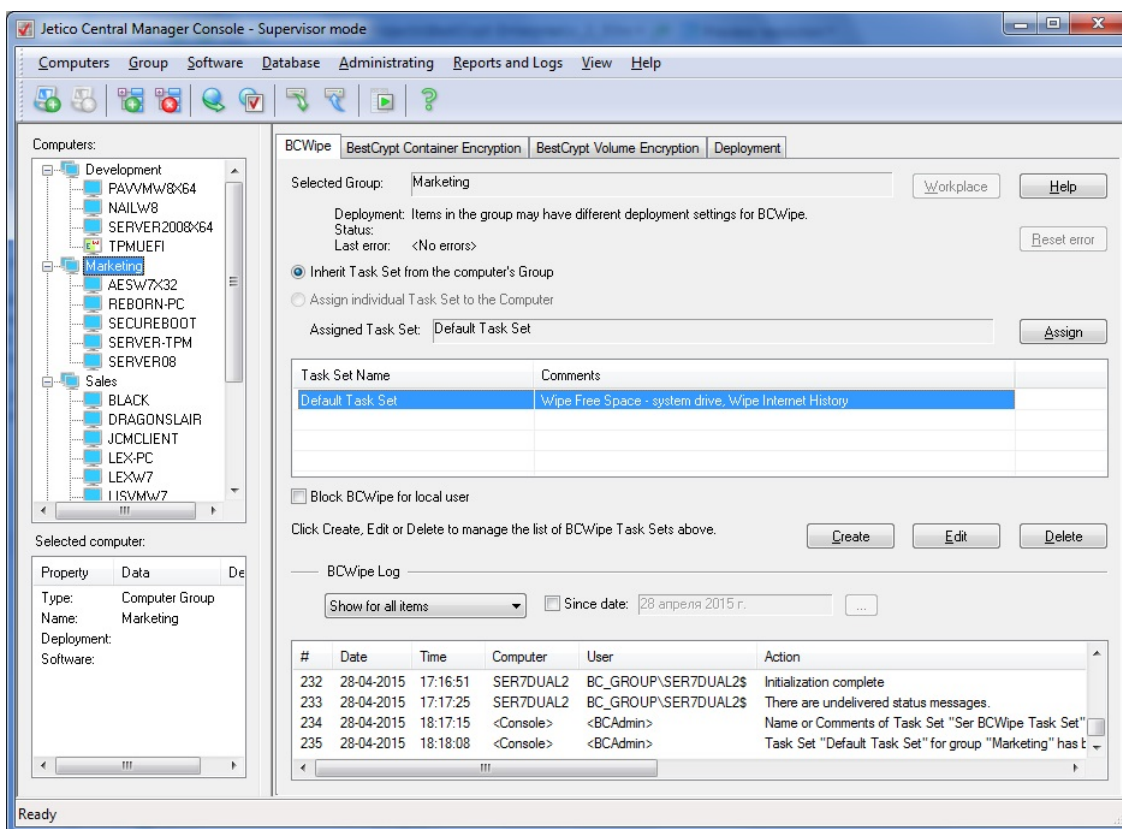 Jetico Central Manager Console - Supervisor mode
Computers Group Software Database Administrating Reports and Logs View Help
Computers:
Development
PAVVMW8X64
NAILW8
SERVER2008X64
TPMUEFI
Marketing
AESW7X32
REBORN-PC
SECUREBOOT
SERVER-TPM
SERVER08
Sales
BLACK
DRAGONSLAIR
JCMCLIENT
LEX-PC
LEXW7
LISVMW7
Selected computer:
Property Data De
Type: Computer Group
Name: Marketing
Deployment:
Software:
BCWipe BestCrypt Container Encryption BestCrypt Volume Encryption Deployment
Selected Group: Marketing Workplace Help
Deployment: Items in the group may have different deployment settings for BCWipe.
Status:
Last error: <No errors>
Reset error
Inherit Task Set from the computer's Group
Assign individual Task Set to the Computer
Assigned Task Set: Default Task Set Assign
Task Set Name Comments
Default Task Set Wipe Free Space - system drive, Wipe Internet History
Block BCWipe for local user
Click Create, Edit or Delete to manage the list of BCWipe Task Sets above. Create Edit Delete
BCWipe Log
Show for all items Since date: 28 апреля 2015 г. ...
# Date Time Computer User Action
232 28-04-2015 17:16:51 SER7DUAL2 BC_GROUP\SER7DUAL2$ Initialization complete
233 28-04-2015 17:17:25 SER7DUAL2 BC_GROUP\SER7DUAL2$ There are undelivered status messages.
234 28-04-2015 18:17:15 <Console> <BCAdmin> Name or Comments of Task Set "Ser BCWipe Task Set"
235 28-04-2015 18:18:08 <Console> <BCAdmin> Task Set "Default Task Set" for group "Marketing" has b
Ready